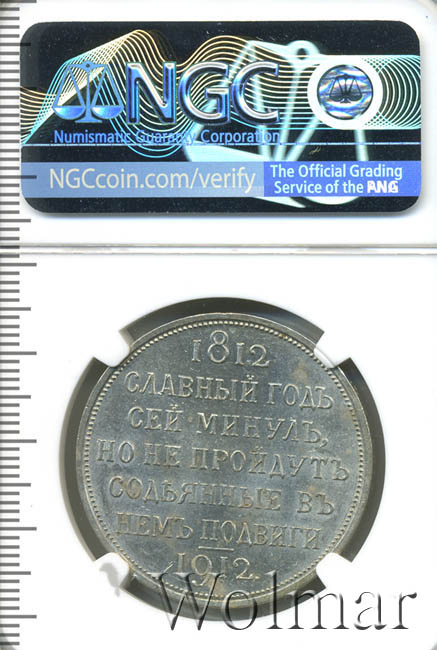 NGC
Numismatic Guaranty Corporation
NGCcoin.com/verify
The Official Grading
Service of the PNG
1812
СЛАВНЫЙ ГОДЪ
СЕЙ МИНУЛЪ,
НО НЕ ПРОЙДУТЪ
СОДѢЯННЫЕ ВЪ
НЕМЪ ПОДВИГИ
1912.
Wolmar